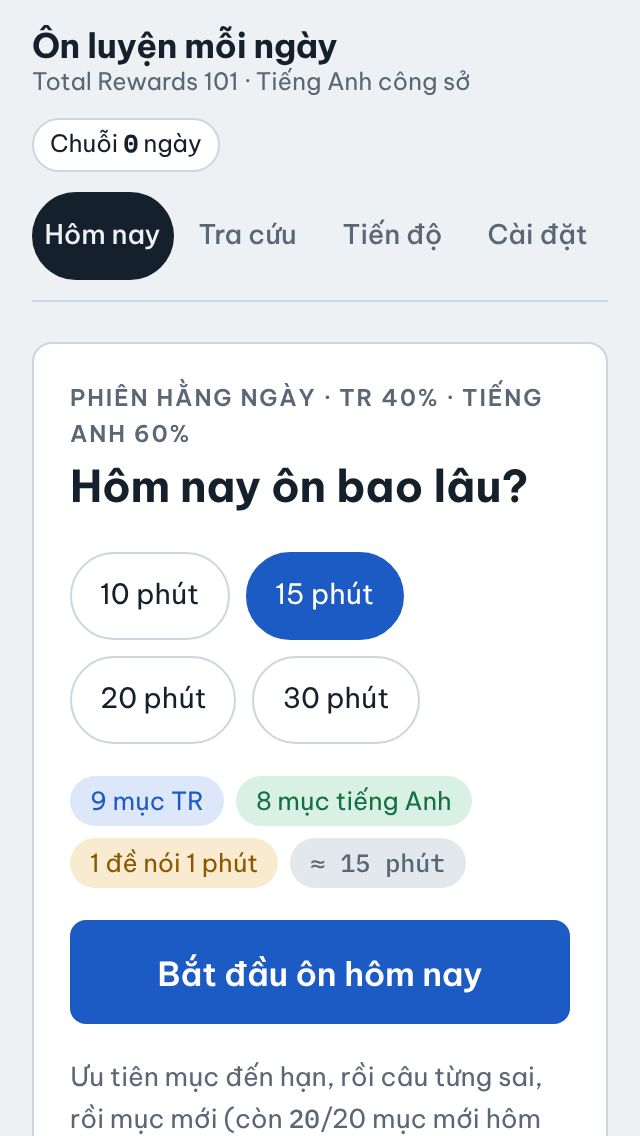 Ôn luyện mỗi ngày
Total Rewards 101 · Tiếng Anh công sở
Chuỗi 0 ngày
Hôm nay Tra cứu Tiến độ Cài đặt
PHIÊN HẰNG NGÀY · TR 40% · TIẾNG
ANH 60%
Hôm nay ôn bao lâu?
10 phút 15 phút
20 phút 30 phút
9 mục TR 8 mục tiếng Anh
1 đề nói 1 phút ≈ 15 phút
Bắt đầu ôn hôm nay
Ưu tiên mục đến hạn, rồi câu từng sai,
rồi mục mới (còn 20/20 mục mới hôm